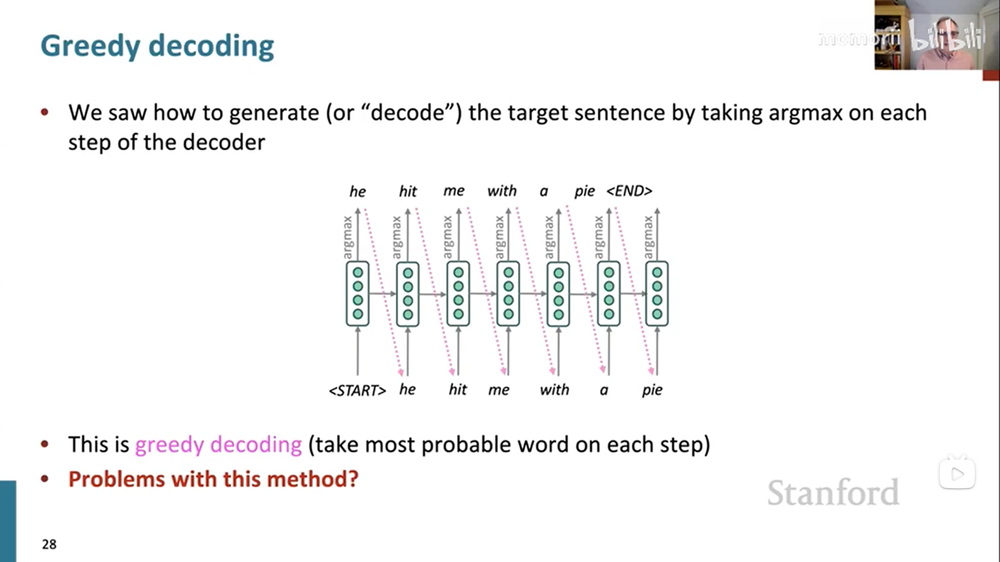 Greedy decoding
momorii bilibili
• We saw how to generate (or “decode”) the target sentence by taking argmax on each
step of the decoder
he hit me with a pie <END>
argmax argmax argmax argmax argmax argmax argmax
<START> he hit me with a pie
• This is greedy decoding (take most probable word on each step)
• Problems with this method?
Stanford
28